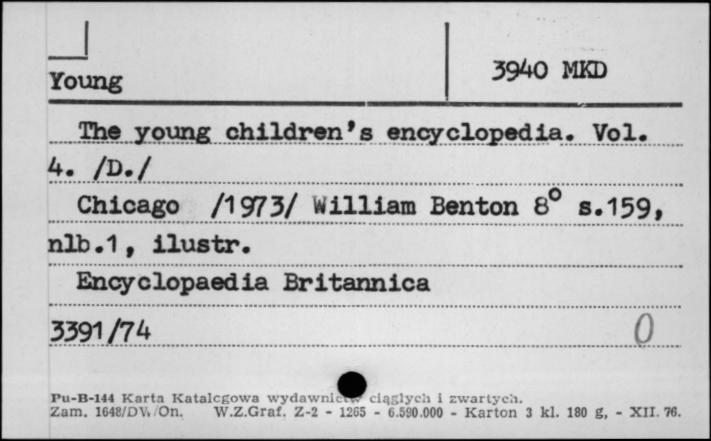 3940 MKD
Young
The young children's encyclopedia. Vol.
4. /D./
Chicago /1973/ William Benton 8° s.159,
nlb.1, ilustr.
Encyclopaedia Britannica
3391/74 0
Pu-B-144 Karta Katalogowa wydawnictw ciągłych i zwartych.
Zam. 1648/DW./On. W.Z.Graf. Z-2 - 1265 - 6.590.000 - Karton 3 kl. 180 g, - XII. 76.